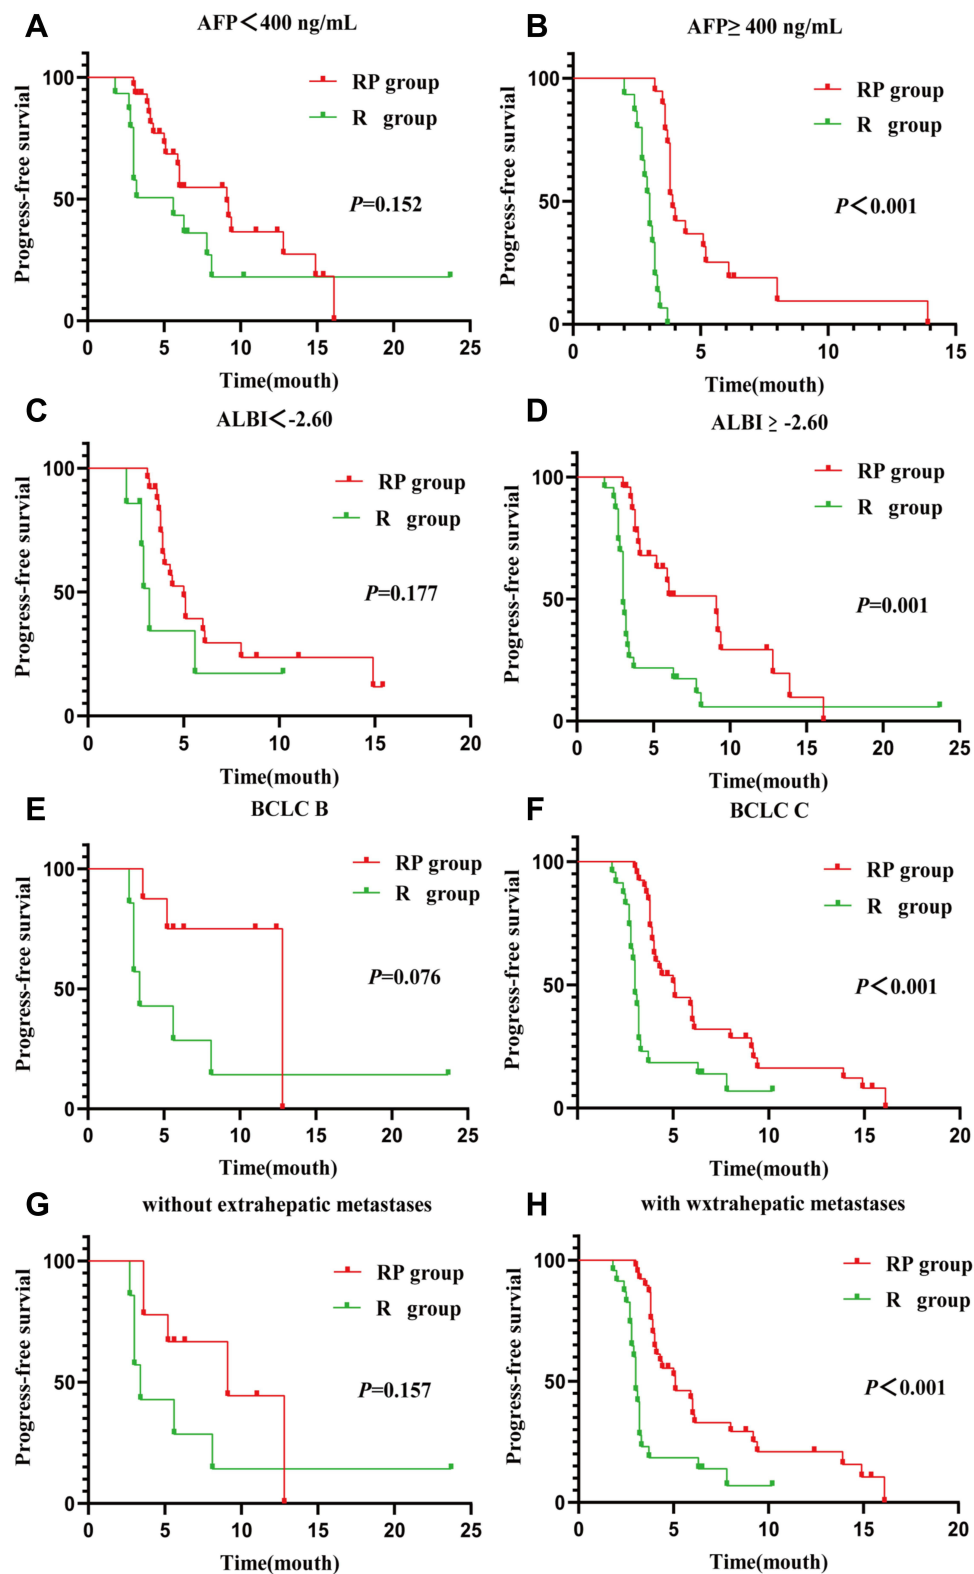 A
AFP<400 ng/mL
Progress-free survial
100
50
0
0 5 10 15 20 25
Time(mouth)
RP group
R group
P=0.152
B
AFP≥ 400 ng/mL
Progress-free survial
100
50
0
0 5 10 15
Time(mouth)
RP group
R group
P<0.001
C
ALBI<-2.60
Progress-free survial
100
50
0
0 5 10 15 20
Time(mouth)
RP group
R group
P=0.177
D
ALBI ≥ -2.60
Progress-free survial
100
50
0
0 5 10 15 20 25
Time(mouth)
RP group
R group
P=0.001
E
BCLC B
Progress-free survial
100
50
0
0 5 10 15 20 25
Time(mouth)
RP group
R group
P=0.076
F
BCLC C
Progress-free survial
100
50
0
5 10 15 20
Time(mouth)
RP group
R group
P<0.001
G
without extrahepatic metastases
Progress-free survial
100
50
0
0 5 10 15 20 25
Time(mouth)
RP group
R group
P=0.157
H
with wxtrahepatic metastases
Progress-free survial
100
50
0
0 5 10 15 20
Time(mouth)
RP group
R group
P<0.001